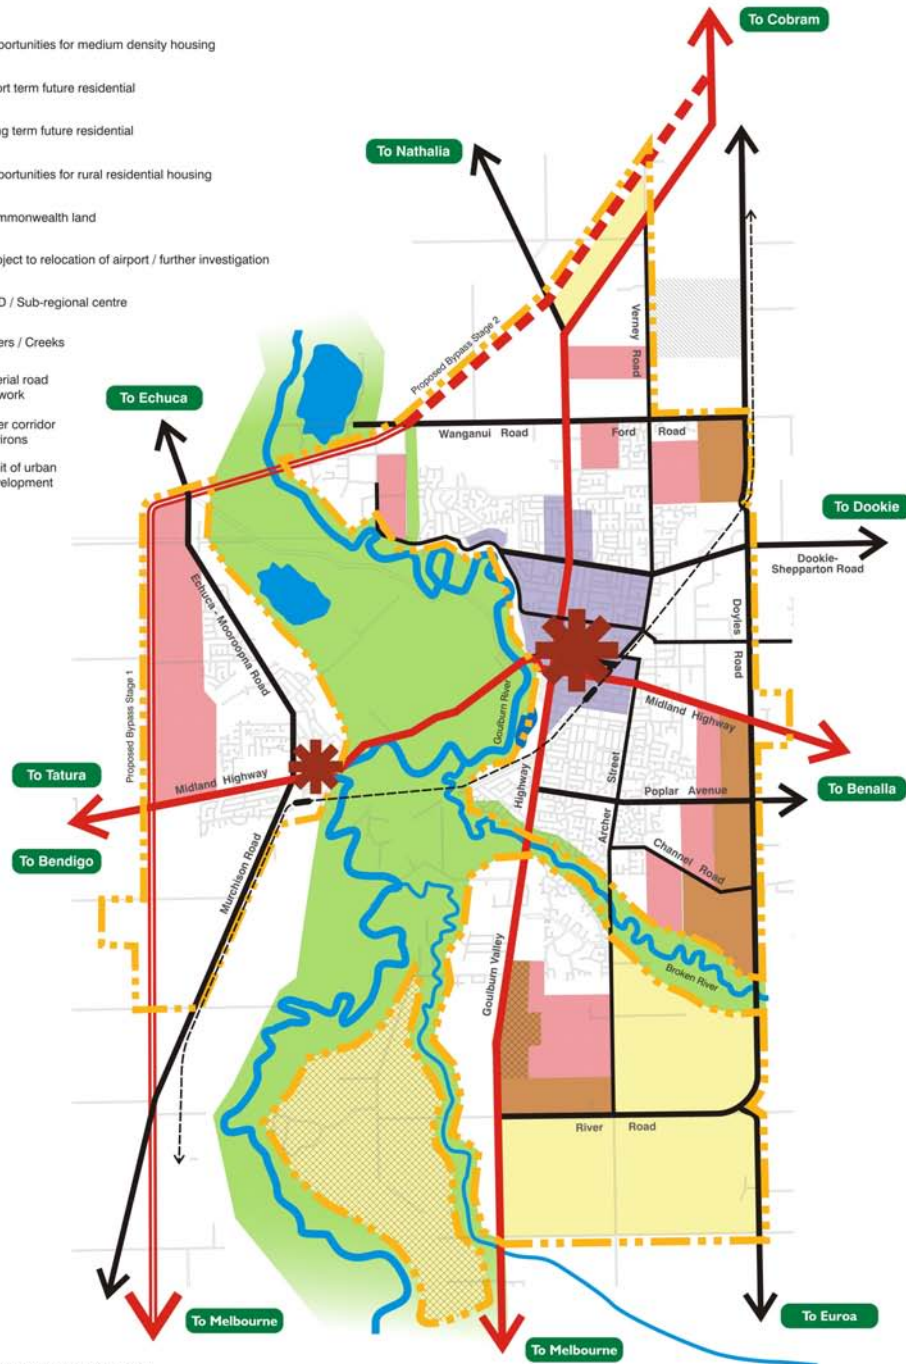 portunities for medium density housing
ort term future residential
ng term future residential
portunities for rural residential housing
mmonwealth land
bject to relocation of airport / further investigation
D / Sub-regional centre
ers / Creeks
erial road
work
er corridor
irons
it of urban
velopment
To Cobram
To Nathalia
Verney
Road
Proposed Bypass Stage 2
To Echuca
Wanganui Road
Ford Road
To Dookie
Dookie-
Shepparton Road
Echuca - Mooroopna Road
Doyles
Road
Proposed Bypass Stage 1
Goulburn River
Midland Highway
To Tatura
Midland Highway
Highway
Archer
Street
Poplar Avenue
To Benalla
To Bendigo
Murchison Road
Channel Road
Goulburn Valley
Broken River
River Road
To Melbourne
To Melbourne
To Euroa